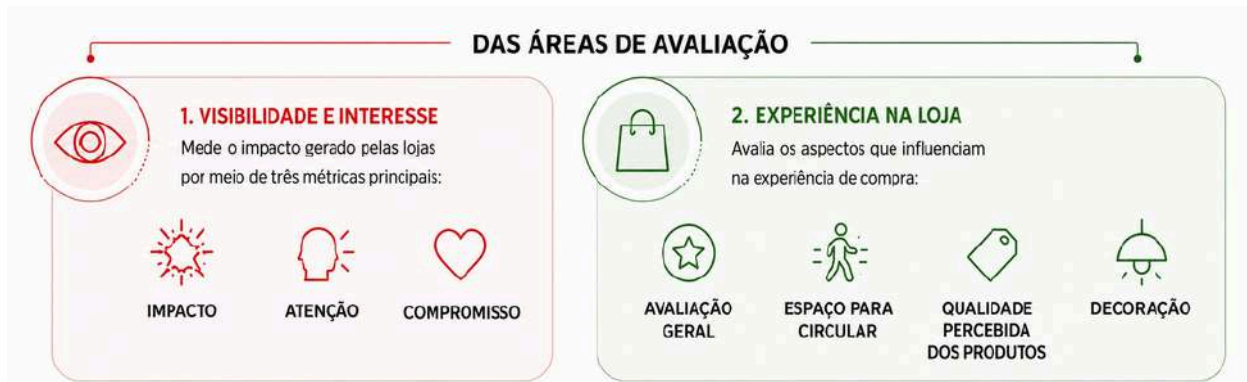 DAS ÁREAS DE AVALIAÇÃO
1. VISIBILIDADE E INTERESSE
Mede o impacto gerado pelas lojas
por meio de três métricas principais:
IMPACTO
ATENÇÃO
COMPROMISSO
2. EXPERIÊNCIA NA LOJA
Avalia os aspectos que influenciam
na experiência de compra:
AVALIAÇÃO
GERAL
ESPAÇO PARA
CIRCULAR
QUALIDADE
PERCEBIDA
DOS PRODUTOS
DECORAÇÃO